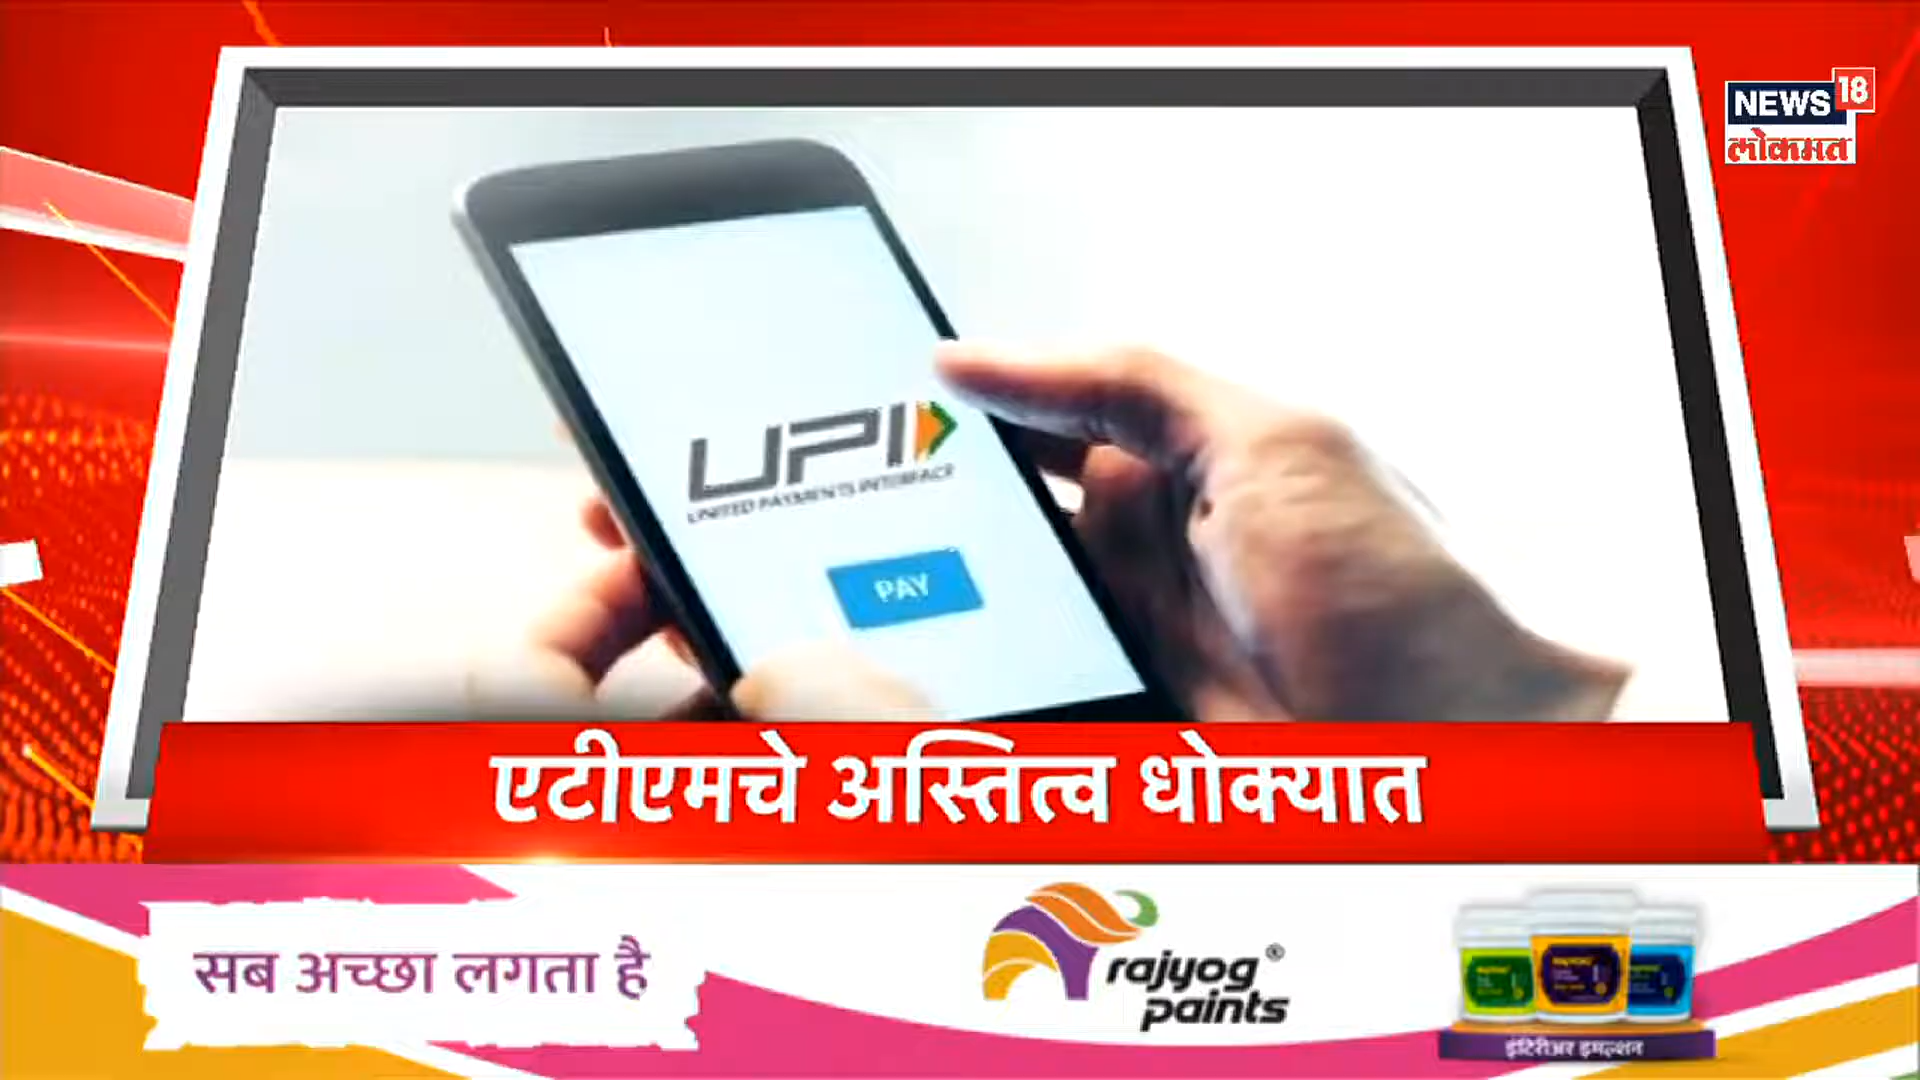 NEWS 18
लोकमत
UPI
UNITED PAYMENTS INTERFACE
PAY
एटीएमचे अस्तित्व धोक्यात
सब अच्छा लगता है
rajyog®
paints
इंटिरीअर इमल्शन